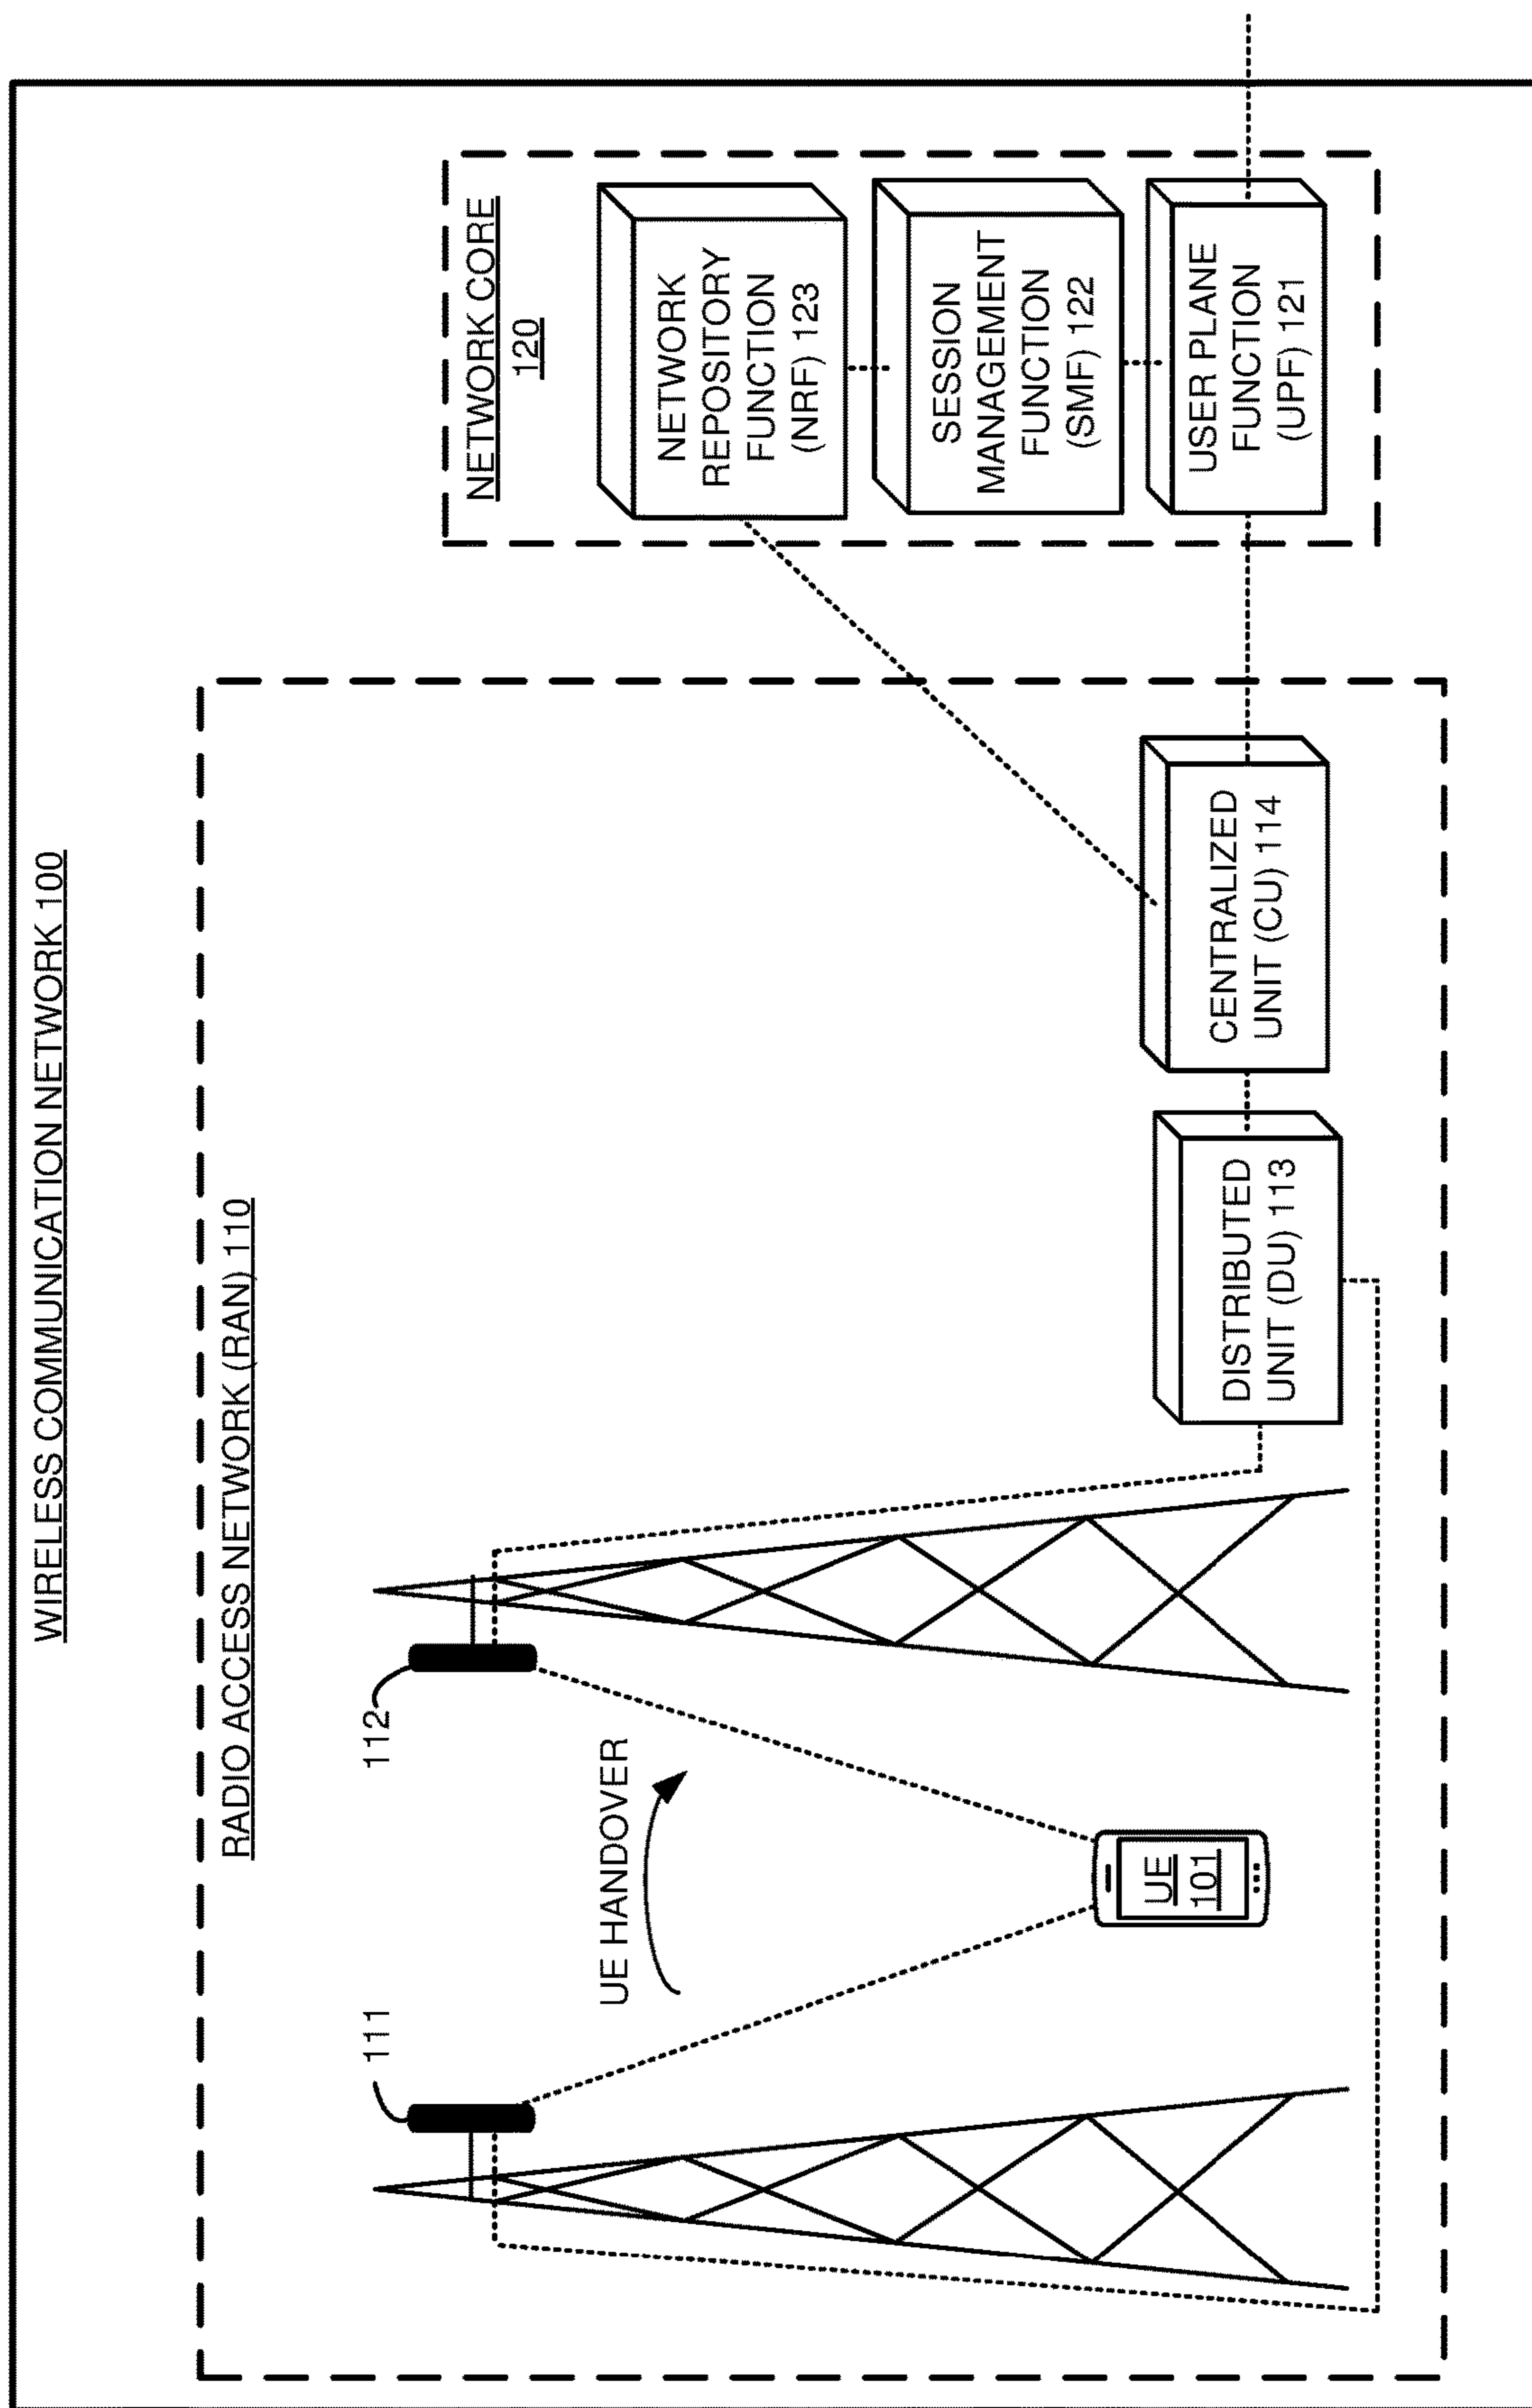 WIRELESS COMMUNICATION NETWORK 100
RADIO ACCESS NETWORK (RAN) 110
111
112
UE HANDOVER
UE
101
DISTRIBUTED
UNIT (DU) 113
CENTRALIZED
UNIT (CU) 114
NETWORK CORE
120
NETWORK
REPOSITORY
FUNCTION
(NRF) 123
SESSION
MANAGEMENT
FUNCTION
(SMF) 122
USER PLANE
FUNCTION
(UPF) 121